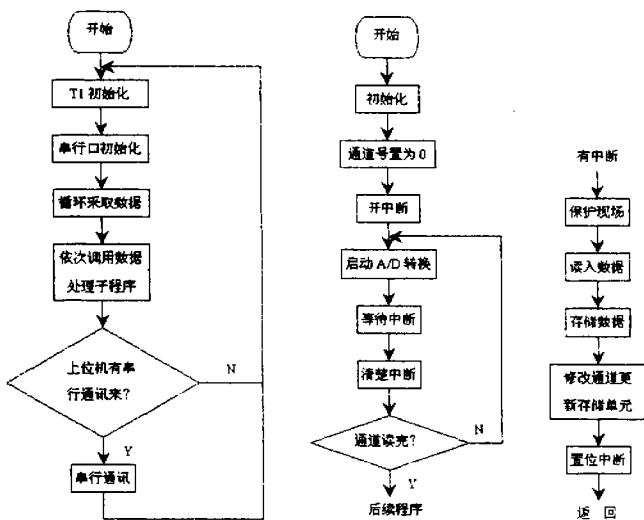 开始
T1 初始化
串行口初始化
循环采取数据
依次调用数据
处理子程序
上位机有串
行通讯来？
N
Y
串行通讯
开始
初始化
通道号置为 0
开中断
启动 A/D 转换
等待中断
清楚中断
通道读完？
N
Y
后续程序
有中断
保护现场
读入数据
存储数据
修改通道更
新存储单元
置位中断
返 回